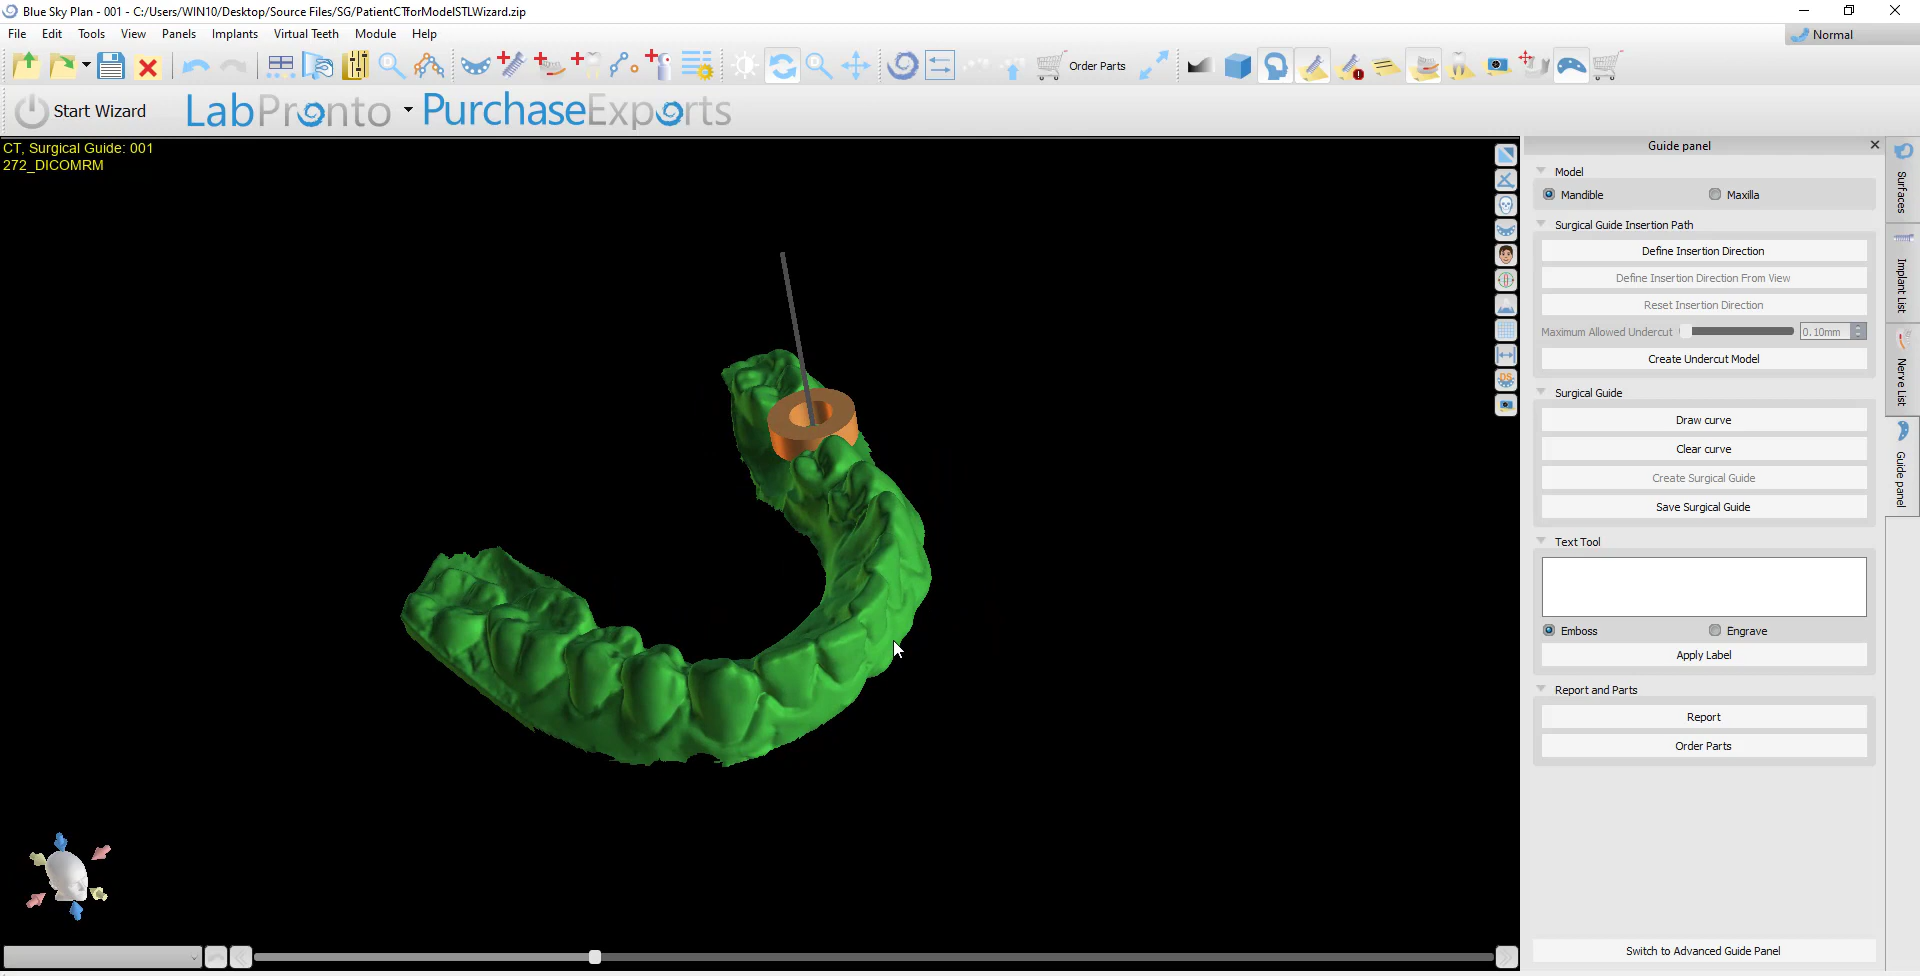 Blue Sky Plan - 001 - C:/Users/WIN10/Desktop/Source Files/SG/PatientCTforModelSTLWizard.zip
File Edit Tools View Panels Implants Virtual Teeth Module Help
Normal
Order Parts
Start Wizard
LabPronto
PurchaseExports
CT, Surgical Guide: 001
272_DICOMRM
DS
Guide panel
Model
Mandible Maxilla
Surgical Guide Insertion Path
Define Insertion Direction
Define Insertion Direction From View
Reset Insertion Direction
Maximum Allowed Undercut 0.10mm
Create Undercut Model
Surgical Guide
Draw curve
Clear curve
Create Surgical Guide
Save Surgical Guide
Text Tool
Emboss Engrave
Apply Label
Report and Parts
Report
Order Parts
Switch to Advanced Guide Panel
Surfaces
Implant List
Nerve List
Guide panel